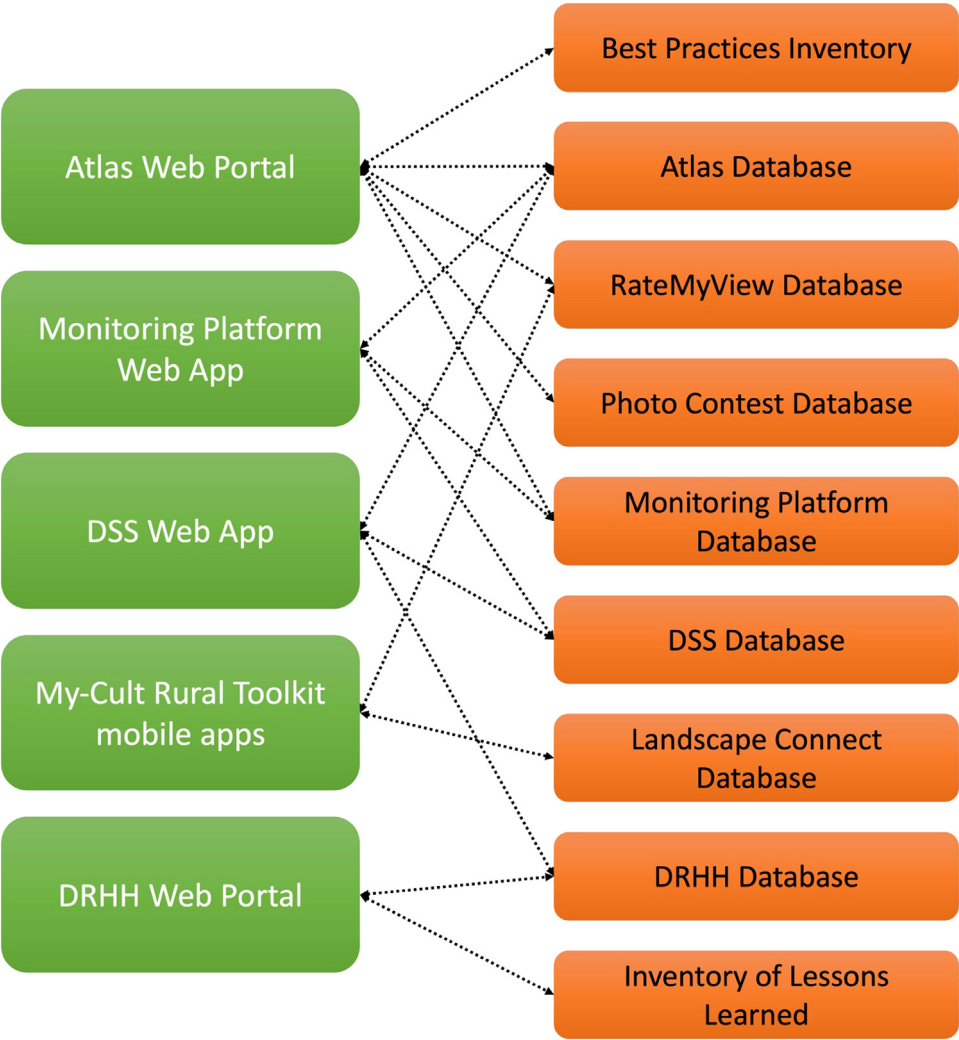 Atlas Web Portal
Monitoring Platform
Web App
DSS Web App
My-Cult Rural Toolkit
mobile apps
DRHH Web Portal
Best Practices Inventory
Atlas Database
RateMyView Database
Photo Contest Database
Monitoring Platform
Database
DSS Database
Landscape Connect
Database
DRHH Database
Inventory of Lessons
Learned